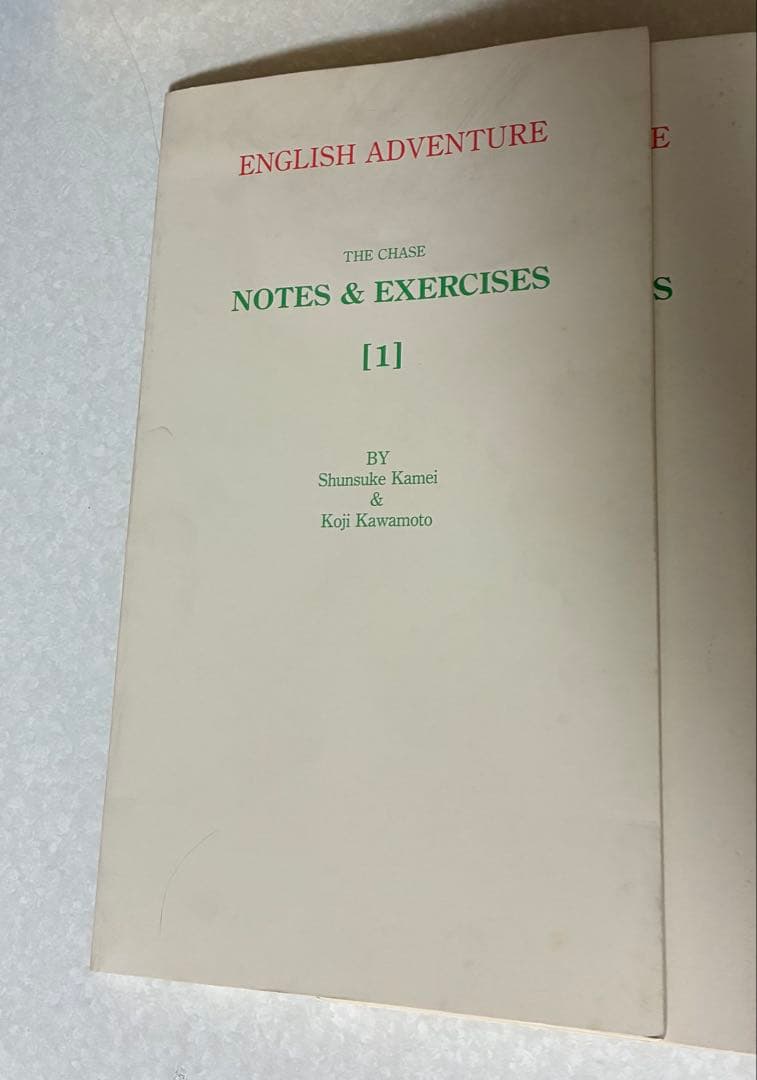 ENGLISH ADVENTURE
THE CHASE
NOTES & EXERCISES
[1]
BY
Shunsuke Kamei
&
Koji Kawamoto
E
S